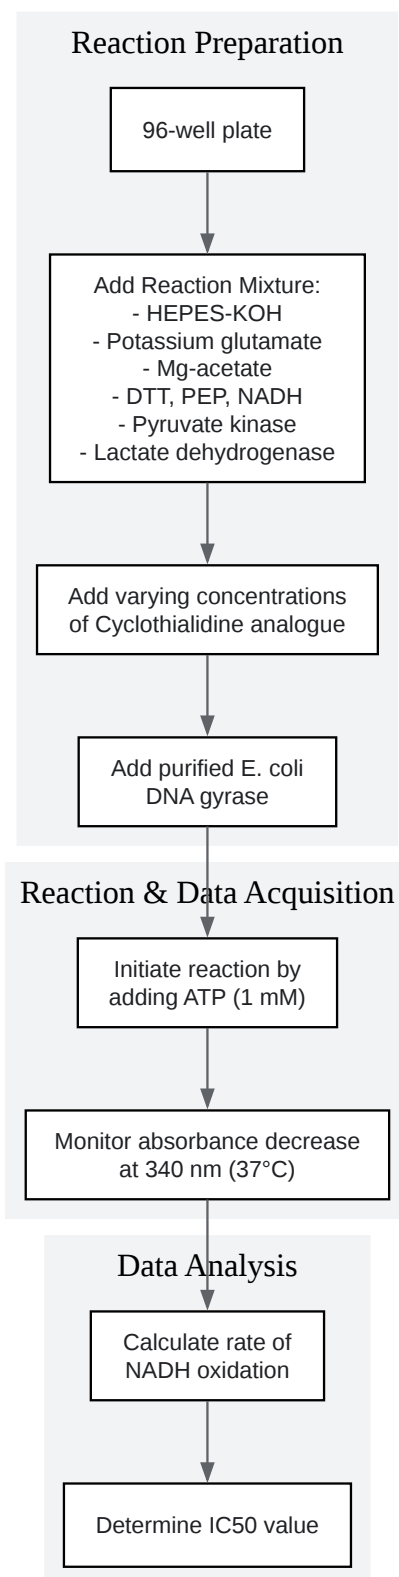 Reaction Preparation
96-well plate
Add Reaction Mixture:
- HEPES-KOH
- Potassium glutamate
- Mg-acetate
- DTT, PEP, NADH
- Pyruvate kinase
- Lactate dehydrogenase
Add varying concentrations
of Cyclothialidine analogue
Add purified E. coli
DNA gyrase
Reaction & Data Acquisition
Initiate reaction by
adding ATP (1 mM)
Monitor absorbance decrease
at 340 nm (37°C)
Data Analysis
Calculate rate of
NADH oxidation
Determine IC50 value